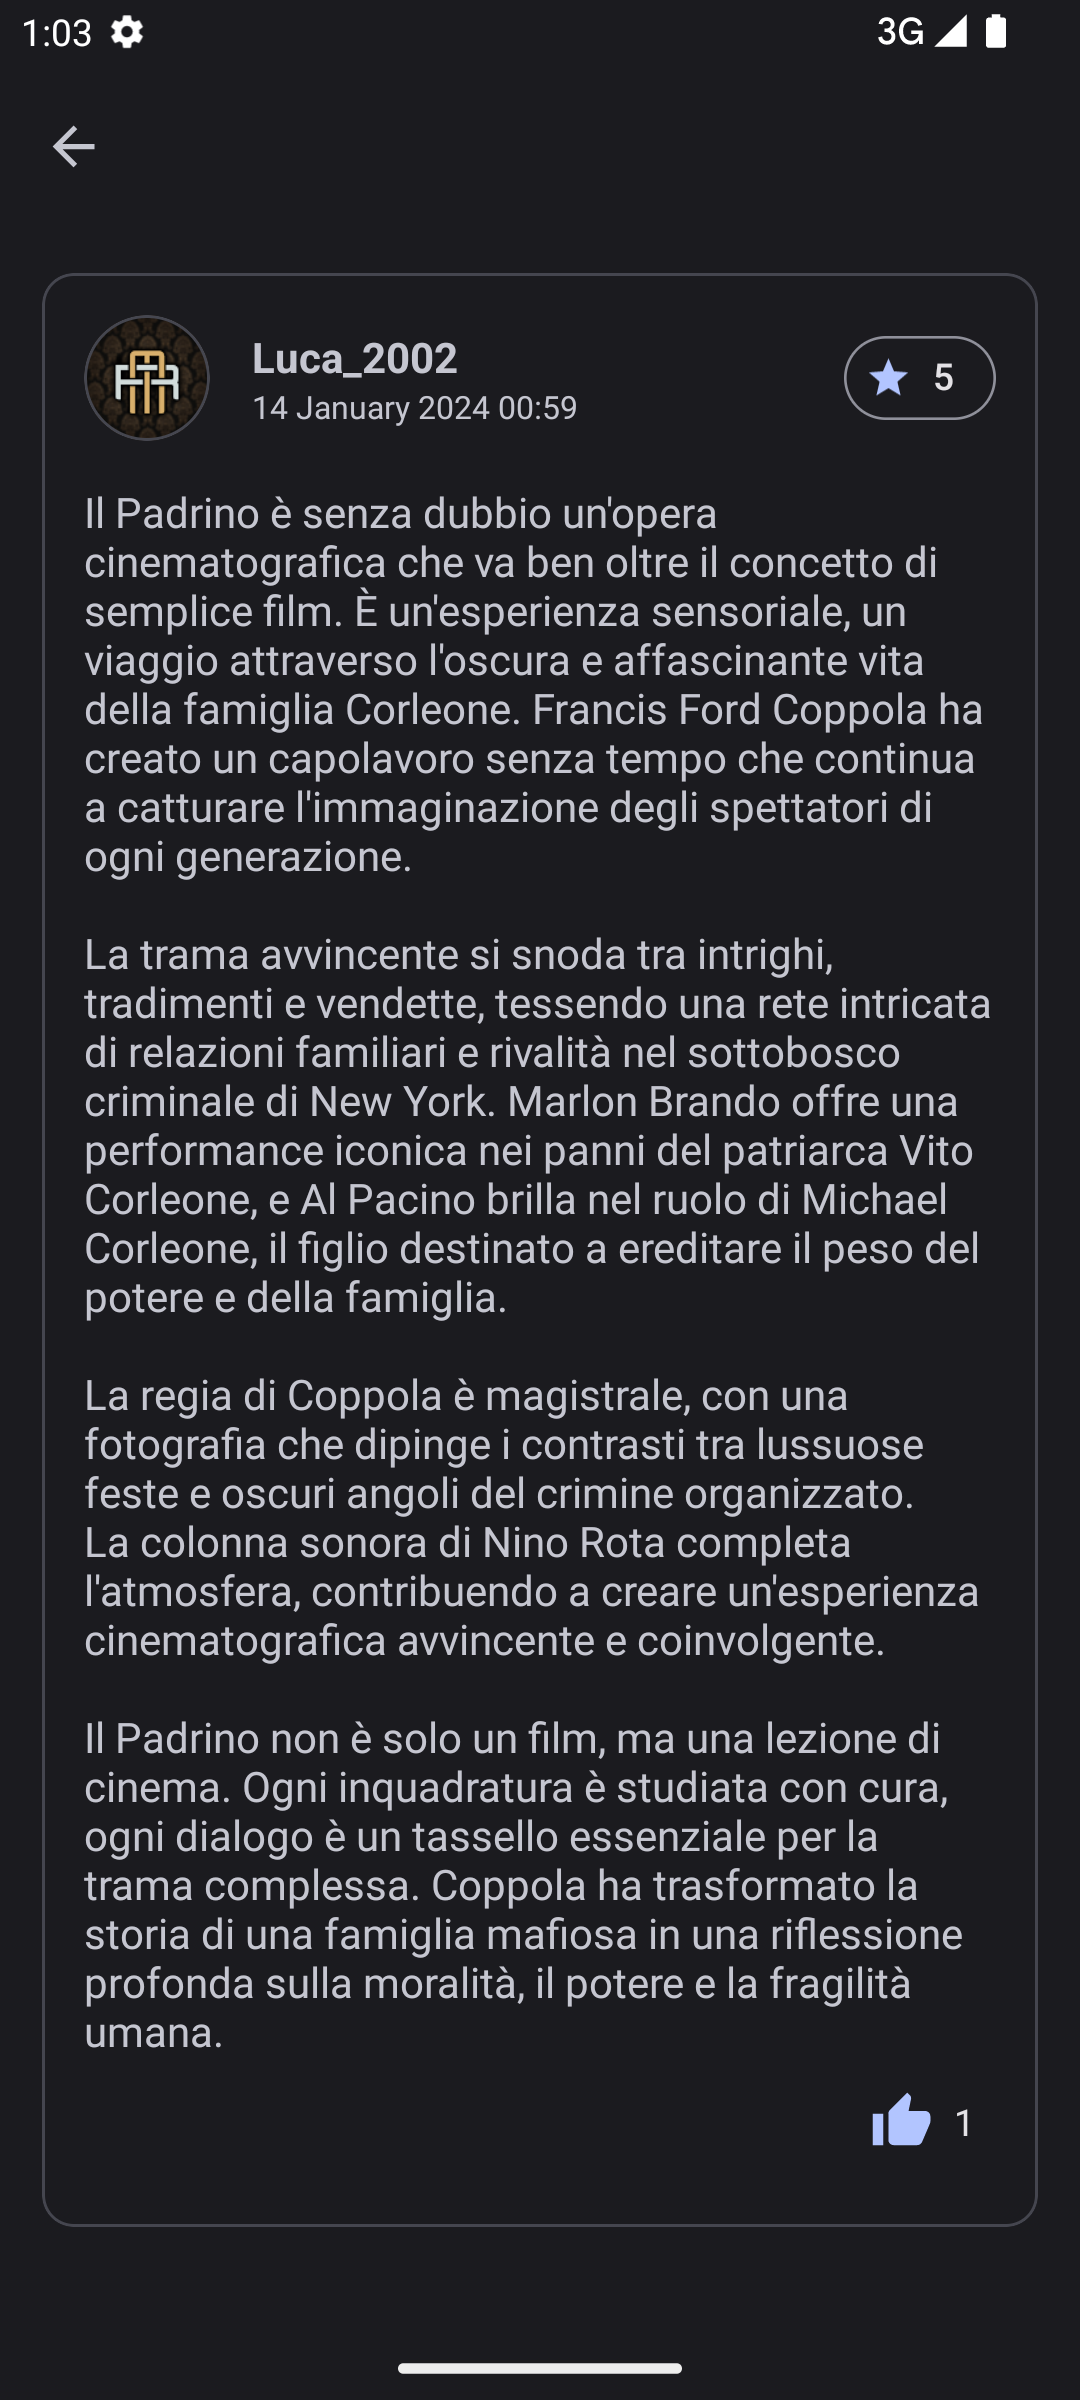 1:03
3G
Luca_2002
14 January 2024 00:59
5
Il Padrino è senza dubbio un'opera
cinematografica che va ben oltre il concetto di
semplice film. È un'esperienza sensoriale, un
viaggio attraverso l'oscura e affascinante vita
della famiglia Corleone. Francis Ford Coppola ha
creato un capolavoro senza tempo che continua
a catturare l'immaginazione degli spettatori di
ogni generazione.
La trama avvincente si snoda tra intrighi,
tradimenti e vendette, tessendo una rete intricata
di relazioni familiari e rivalità nel sottobosco
criminale di New York. Marlon Brando offre una
performance iconica nei panni del patriarca Vito
Corleone, e Al Pacino brilla nel ruolo di Michael
Corleone, il figlio destinato a ereditare il peso del
potere e della famiglia.
La regia di Coppola è magistrale, con una
fotografia che dipinge i contrasti tra lussuose
feste e oscuri angoli del crimine organizzato.
La colonna sonora di Nino Rota completa
l'atmosfera, contribuendo a creare un'esperienza
cinematografica avvincente e coinvolgente.
Il Padrino non è solo un film, ma una lezione di
cinema. Ogni inquadratura è studiata con cura,
ogni dialogo è un tassello essenziale per la
trama complessa. Coppola ha trasformato la
storia di una famiglia mafiosa in una riflessione
profonda sulla moralità, il potere e la fragilità
umana.
1